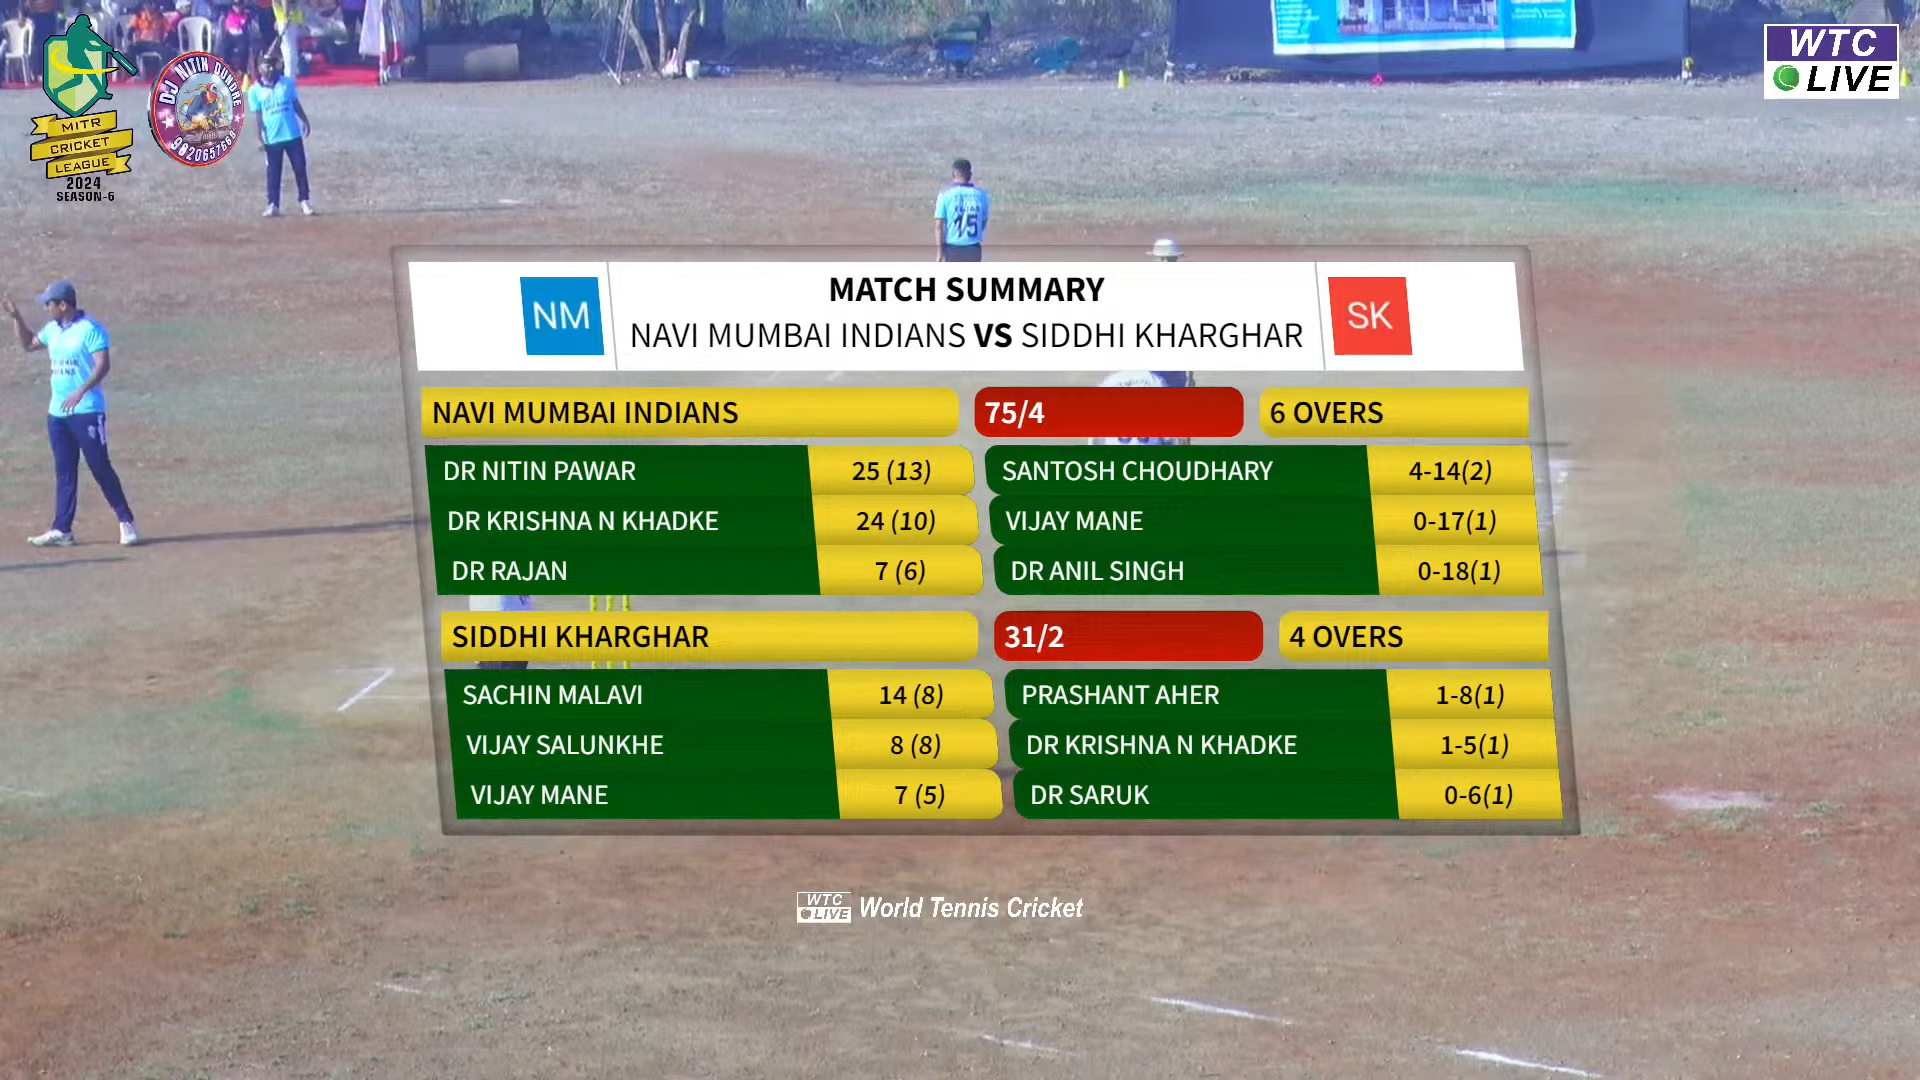 MITR
CRICKET
LEAGUE
2024
SEASON-6
DJ NITIN DUNDRE
9820657668
WTC
LIVE
15
MATCH SUMMARY
NM
NAVI MUMBAI INDIANS VS SIDDHI KHARGHAR
SK
NAVI MUMBAI INDIANS 75/4 6 OVERS
DR NITIN PAWAR 25 (13) SANTOSH CHOUDHARY 4-14(2)
DR KRISHNA N KHADKE 24 (10) VIJAY MANE 0-17(1)
DR RAJAN 7 (6) DR ANIL SINGH 0-18(1)
SIDDHI KHARGHAR 31/2 4 OVERS
SACHIN MALAVI 14 (8) PRASHANT AHER 1-8(1)
VIJAY SALUNKHE 8 (8) DR KRISHNA N KHADKE 1-5(1)
VIJAY MANE 7 (5) DR SARUK 0-6(1)
WTC
LIVE
World Tennis Cricket